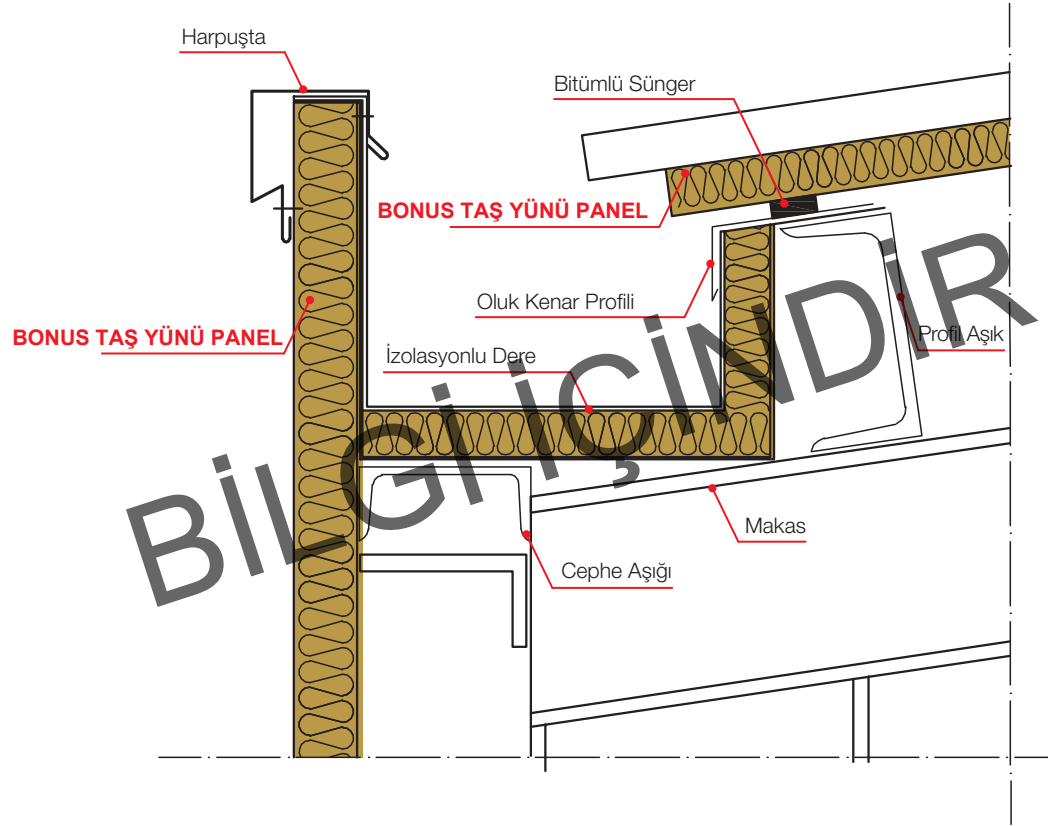 Harpuşta
Bitümlü Sünger
BONUS TAŞ YÜNÜ PANEL
Oluk Kenar Profili
BONUS TAŞ YÜNÜ PANEL
Profil Aşık
İzolasyonlu Dere
BİLGİ İÇİNDİR
Makas
Cephe Aşığı